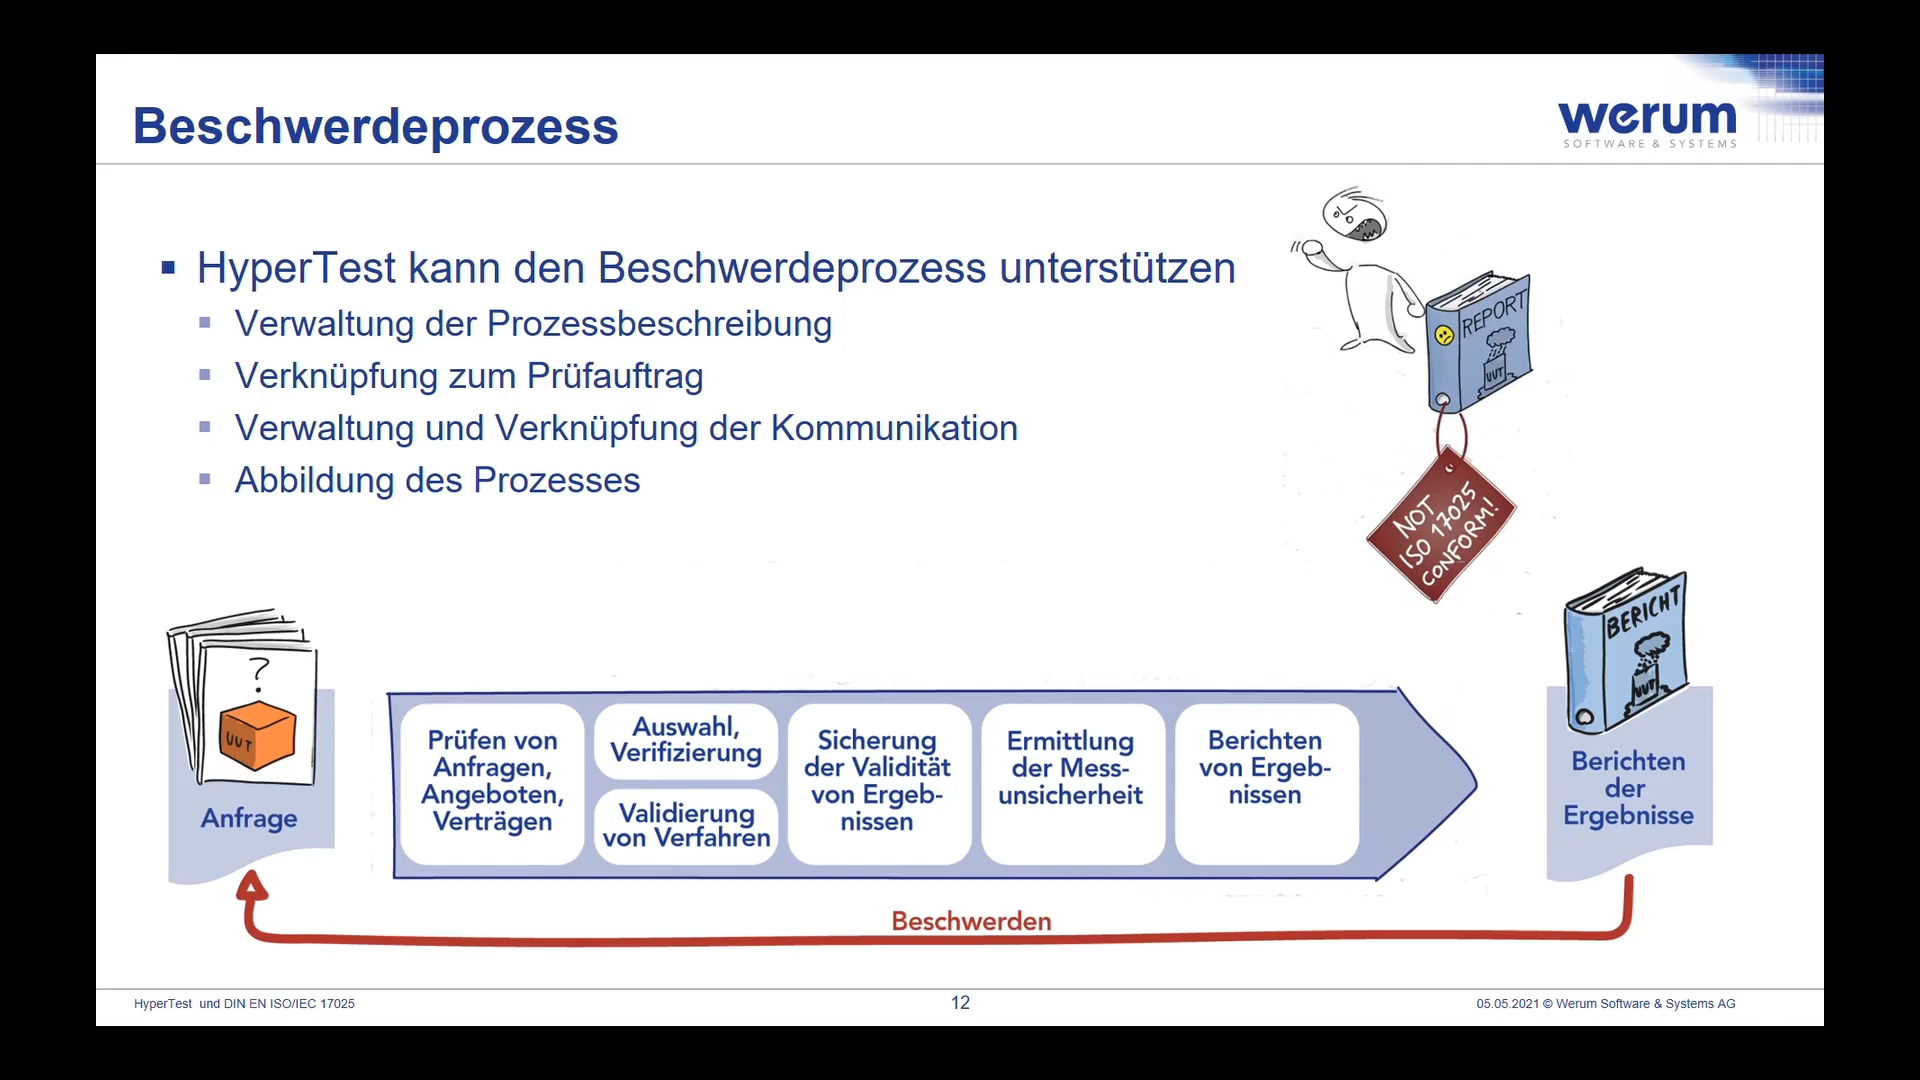 Beschwerdeprozess
werum
SOFTWARE & SYSTEMS
HyperTest kann den Beschwerdeprozess unterstützen
Verwaltung der Prozessbeschreibung
Verknüpfung zum Prüfauftrag
Verwaltung und Verknüpfung der Kommunikation
Abbildung des Prozesses
REPORT
UUT
NOT
ISO 17025
CONFORM!
?
UUT
Anfrage
Prüfen von
Anfragen,
Angeboten,
Verträgen
Auswahl,
Verifizierung
Validierung
von Verfahren
Sicherung
der Validität
von Ergeb-
nissen
Ermittlung
der Mess-
unsicherheit
Berichten
von Ergeb-
nissen
BERICHT
UUT
Berichten
der
Ergebnisse
Beschwerden
HyperTest und DIN EN ISO/IEC 17025
12
05.05.2021 © Werum Software & Systems AG